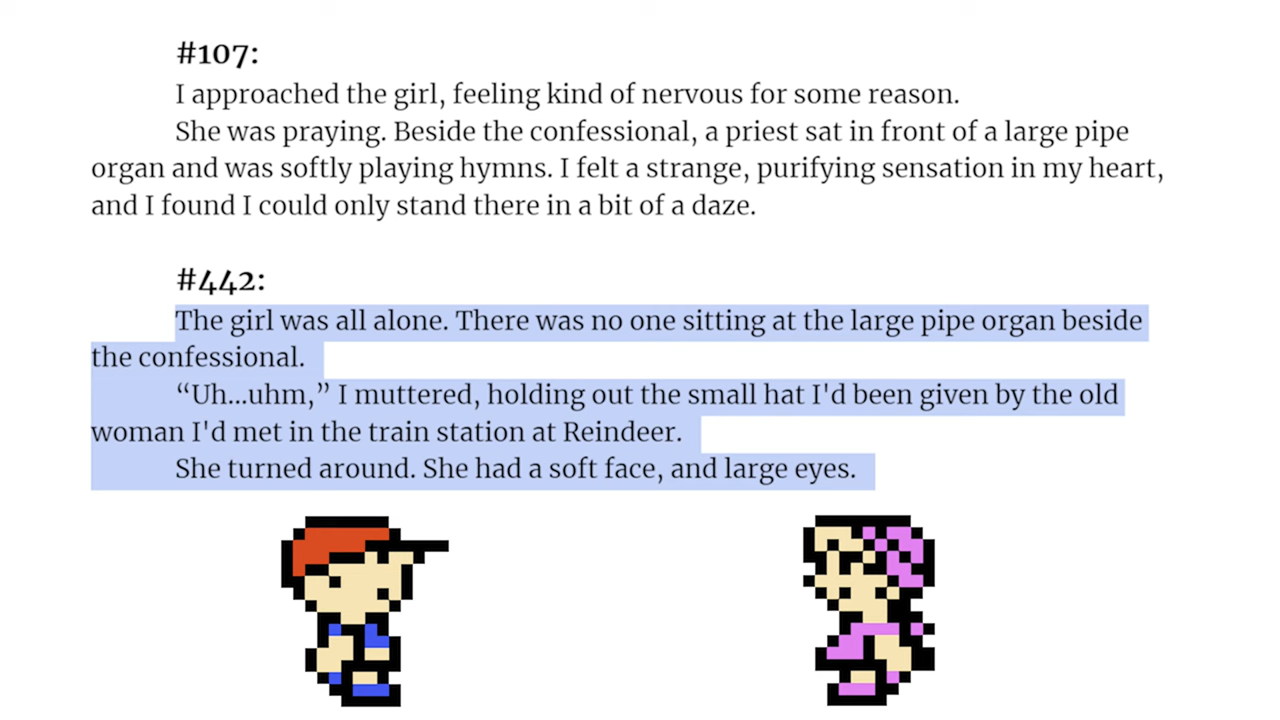 #107:
I approached the girl, feeling kind of nervous for some reason.
She was praying. Beside the confessional, a priest sat in front of a large pipe
organ and was softly playing hymns. I felt a strange, purifying sensation in my heart,
and I found I could only stand there in a bit of a daze.
#442:
The girl was all alone. There was no one sitting at the large pipe organ beside
the confessional.
“Uh...uhm,” I muttered, holding out the small hat I'd been given by the old
woman I'd met in the train station at Reindeer.
She turned around. She had a soft face, and large eyes.